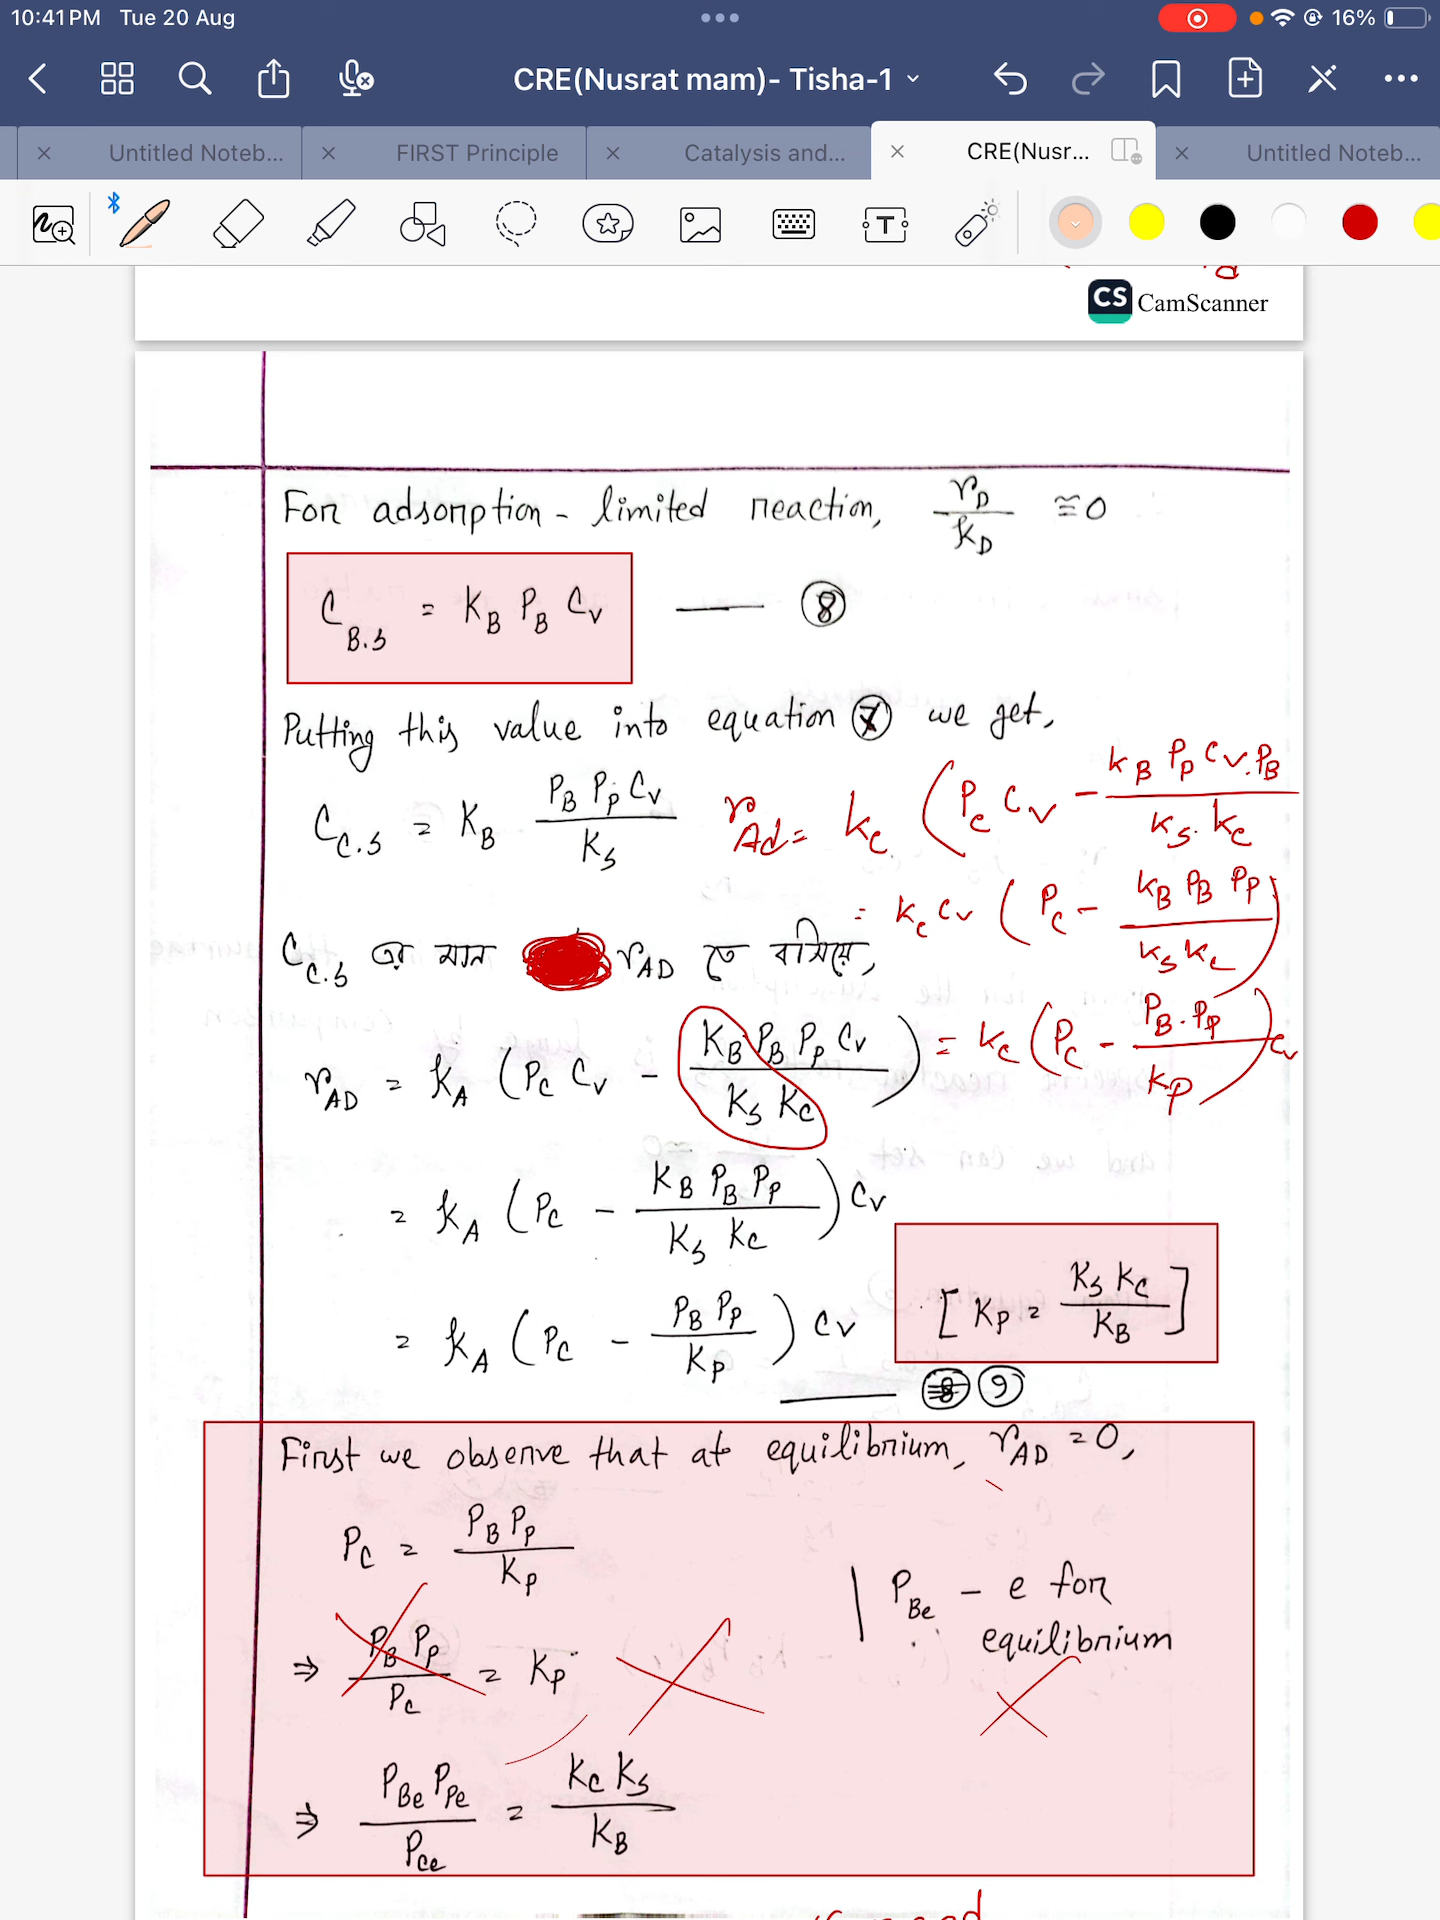 10:41 PM Tue 20 Aug
16%
CRE(Nusrat mam)- Tisha-1
Untitled Noteb...
FIRST Principle
Catalysis and...
CRE(Nusr...
Untitled Noteb...
CS CamScanner
For adsorption - limited reaction, r_D / k_D ≅ 0
C_B.S = K_B P_B C_v — (8)
Putting this value into equation (7) we get,
C_C.S = K_B P_B P_P C_v / K_S
r_Ad = k_c (P_c C_v - k_B P_P C_v . P_B / K_S . k_c
= k_c C_v (P_c - k_B P_B P_P / k_S k_c )
C_C.S এর মান r_AD তে বসিয়ে,
r_AD = k_A (P_C C_v - K_B P_B P_P C_v / K_S K_C )
= k_c (P_c - P_B . P_P / k_P ) C_v
= k_A (P_C - K_B P_B P_P / K_S K_C ) C_v
= k_A (P_C - P_B P_P / K_P ) C_v [K_P = K_S K_C / K_B ]
— (9)
First we observe that at equilibrium, r_AD = 0,
P_C = P_B P_P / K_P
P_Be - e for
equilibrium
⇒ P_B P_P / P_C = K_P
⇒ P_Be P_Pe / P_Ce = K_C K_S / K_B